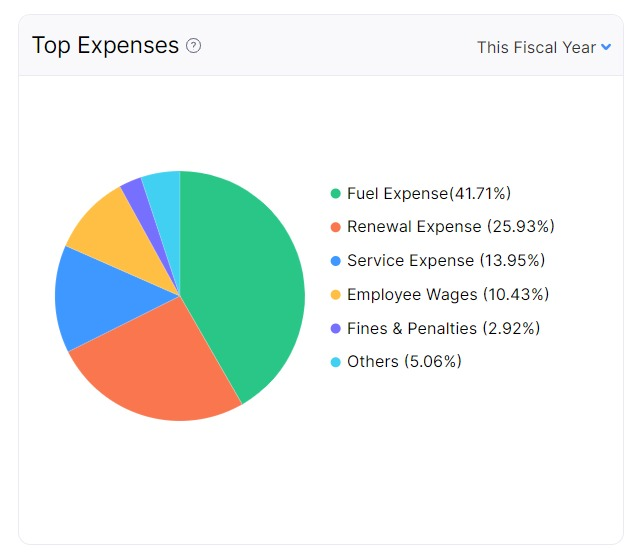 Top Expenses ?
This Fiscal Year
Fuel Expense(41.71%)
Renewal Expense (25.93%)
Service Expense (13.95%)
Employee Wages (10.43%)
Fines & Penalties (2.92%)
Others (5.06%)